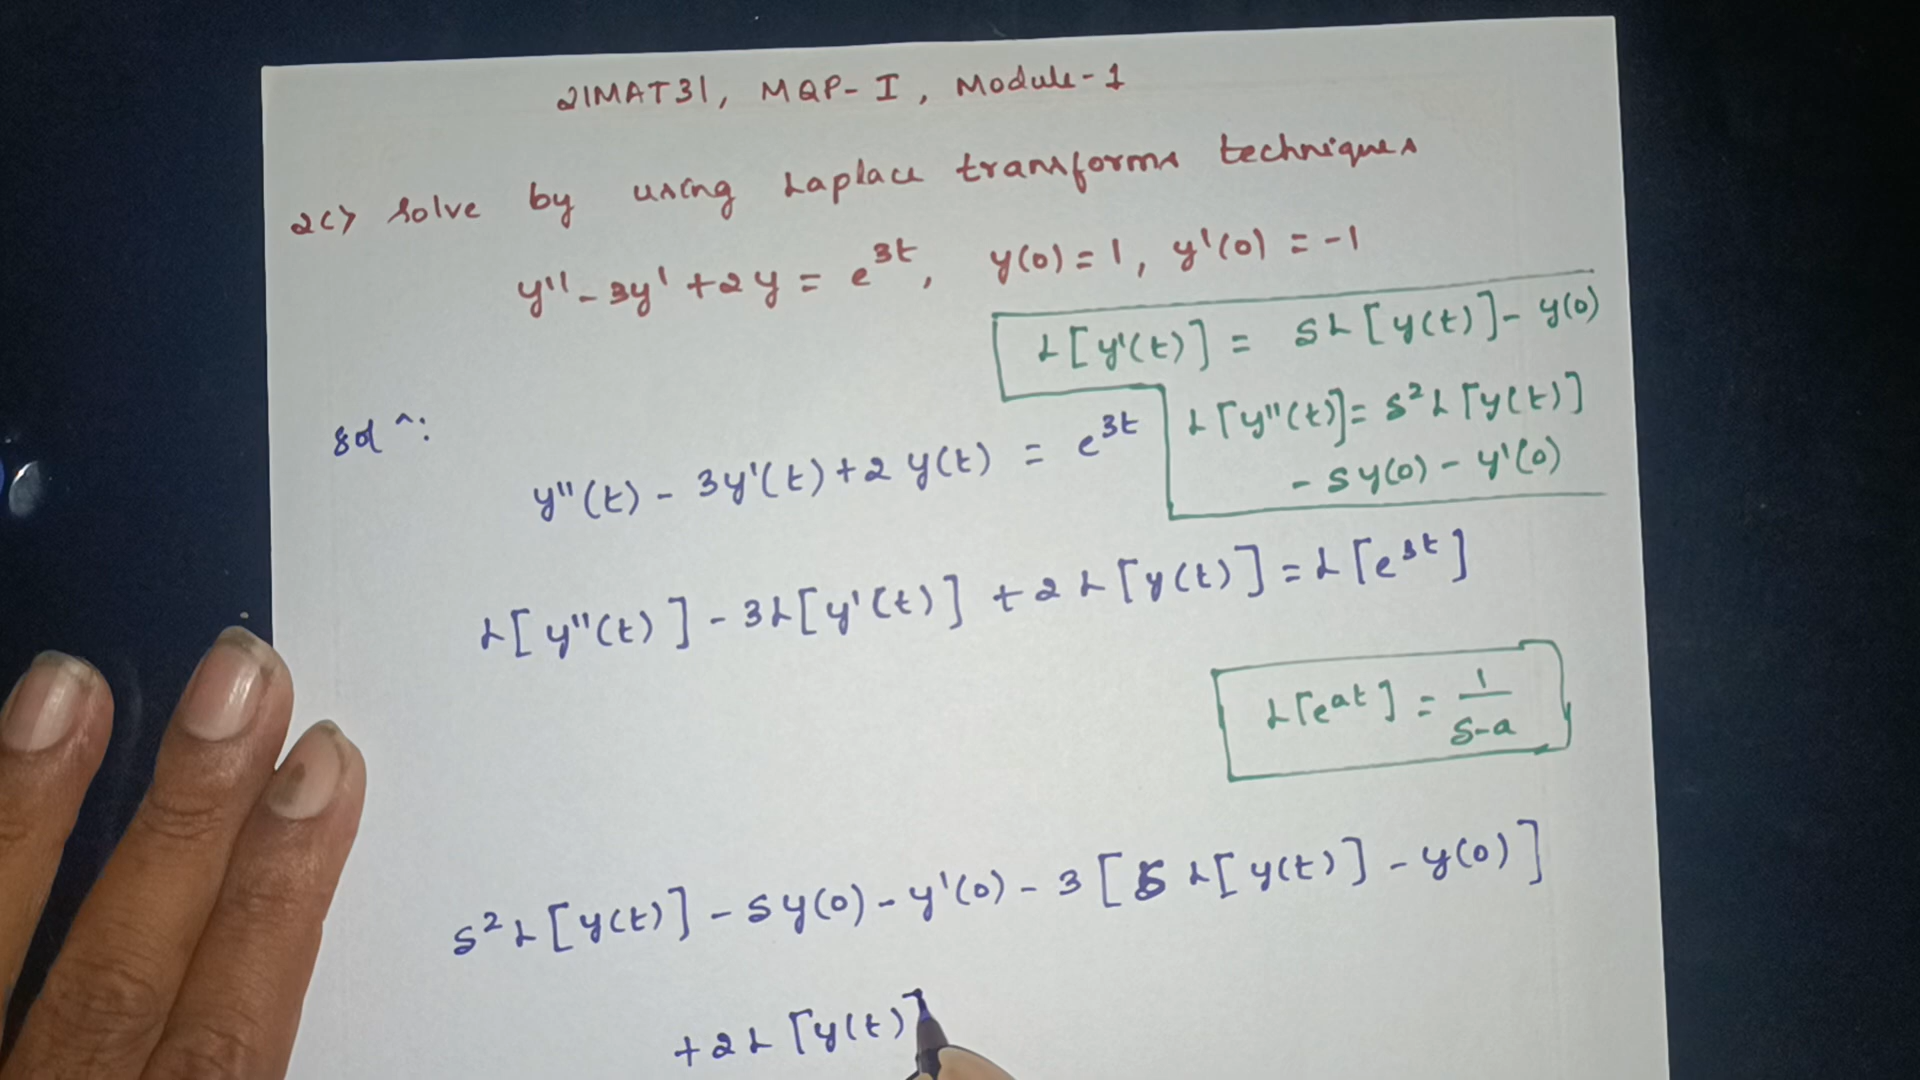 21MAT31, MQP-I, Module-1
2c> solve by using Laplace transforms techniques
y'' - 3y' + 2y = e^3t, y(0) = 1, y'(0) = -1
L[y'(t)] = SL[y(t)] - y(0)
L[y''(t)] = S²L[y(t)]
- Sy(0) - y'(0)
sol^n:
y''(t) - 3y'(t) + 2y(t) = e^3t
L[y''(t)] - 3L[y'(t)] + 2L[y(t)] = L[e^3t]
L[e^at] = 1/(S-a)
S²L[y(t)] - Sy(0) - y'(0) - 3[S L[y(t)] - y(0)]
+ 2L[y(t)]